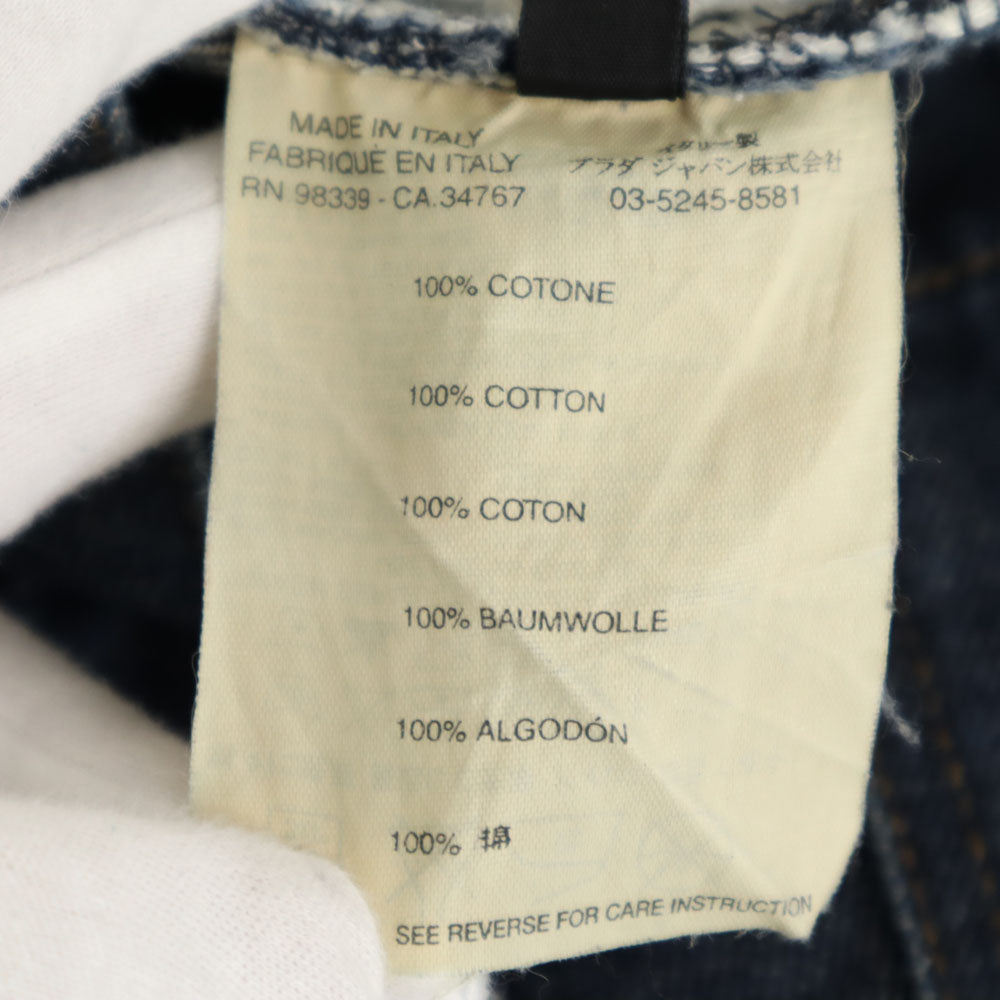 MADE IN ITALY
FABRIQUÉ EN ITALY
RN 98339 - CA.34767
イタリー製
プラダ ジャパン株式会社
03-5245-8581
100% COTONE
100% COTTON
100% COTON
100% BAUMWOLLE
100% ALGODÓN
100% 綿
SEE REVERSE FOR CARE INSTRUCTION